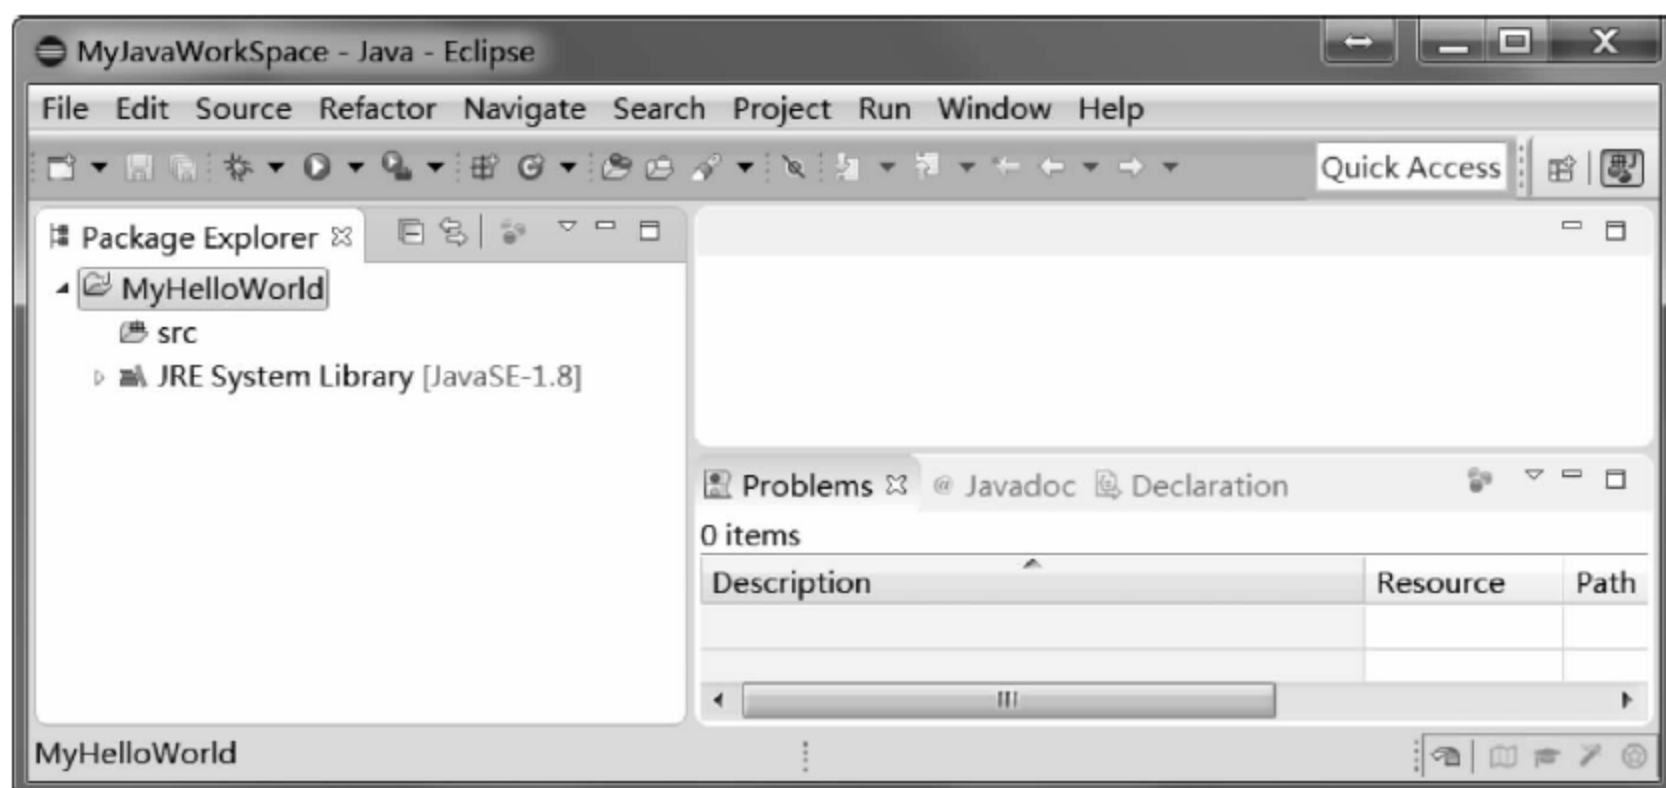 MyJavaWorkSpace - Java - Eclipse
File Edit Source Refactor Navigate Search Project Run Window Help
Quick Access
Package Explorer
MyHelloWorld
src
JRE System Library [JavaSE-1.8]
Problems @ Javadoc Declaration
0 items
Description Resource Path
MyHelloWorld